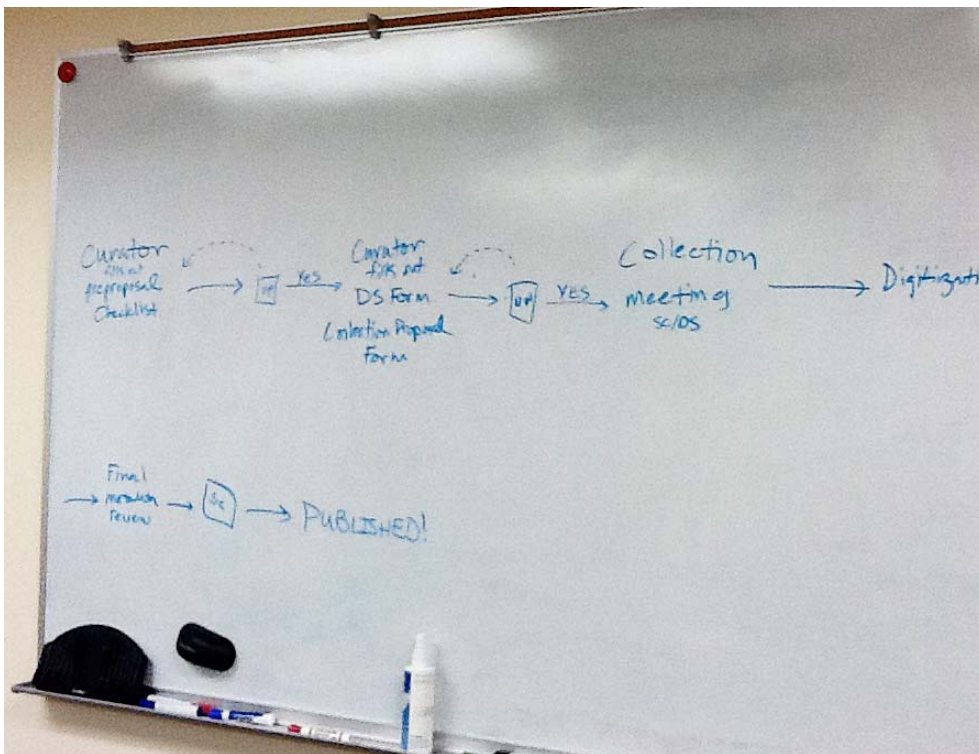 Curator
fills out
preproposal
Checklist
YES
Curator
fills out
DS Form
Collection Proposal
Form
YES
Collection
meeting
SC/DS
Final
review
SC
PUBLISHED!